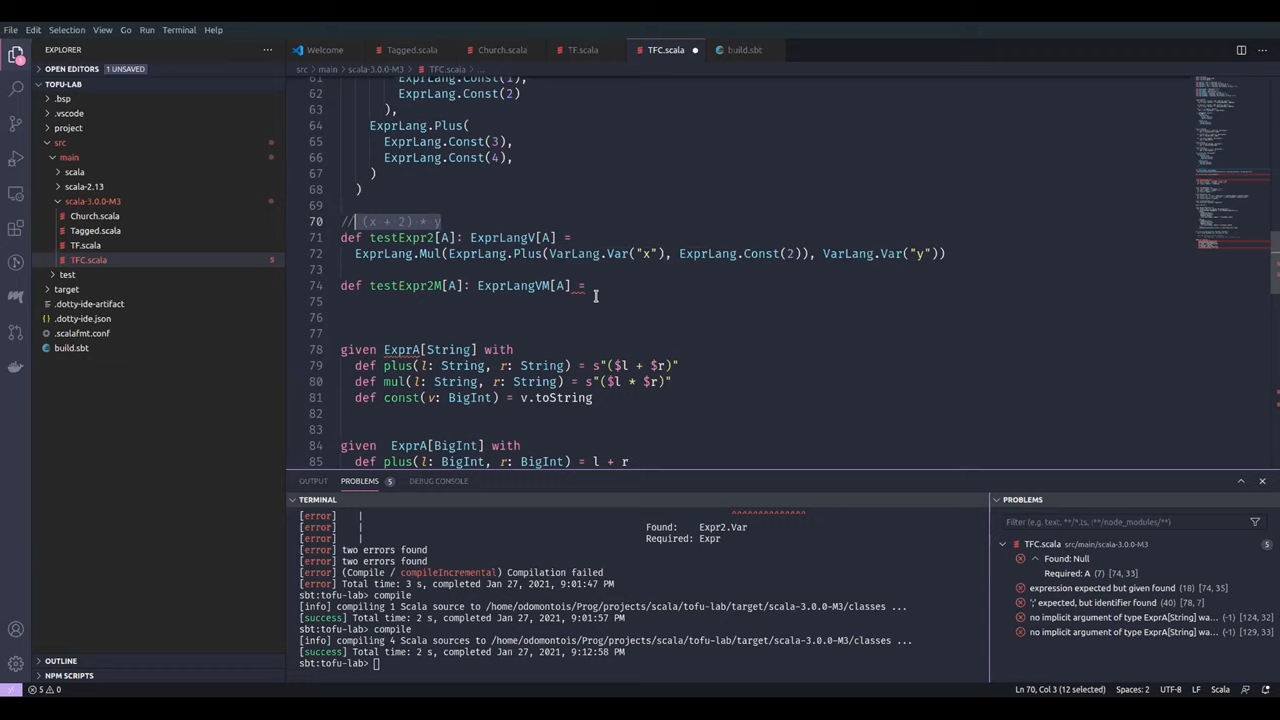 File Edit Selection View Go Run Terminal Help
EXPLORER ...
Welcome Tagged.scala Church.scala TF.scala TFC.scala ● build.sbt ...
OPEN EDITORS 1 UNSAVED
src > main > scala-3.0.0-M3 > TFC.scala > ...
TOFU-LAB
.bsp
.vscode
project
src
main
scala
scala-2.13
scala-3.0.0-M3
Church.scala
Tagged.scala
TF.scala
TFC.scala 5
test
target
.dotty-ide-artifact
.dotty-ide.json
.scalafmt.conf
build.sbt
OUTLINE
NPM SCRIPTS
61 ExprLang.Const(1),
62 ExprLang.Const(2)
63 ),
64 ExprLang.Plus(
65 ExprLang.Const(3),
66 ExprLang.Const(4),
67 )
68 )
69
70 // (x + 2) * y
71 def testExpr2[A]: ExprLangV[A] =
72 ExprLang.Mul(ExprLang.Plus(VarLang.Var("x"), ExprLang.Const(2)), VarLang.Var("y"))
73
74 def testExpr2M[A]: ExprLangVM[A] =
75
76
77
78 given ExprA[String] with
79 def plus(l: String, r: String) = s"($l + $r)"
80 def mul(l: String, r: String) = s"($l * $r)"
81 def const(v: BigInt) = v.toString
82
83
84 given ExprA[BigInt] with
85 def plus(l: BigInt, r: BigInt) = l + r
OUTPUT PROBLEMS 5 DEBUG CONSOLE
TERMINAL
[error] | ^^^^^^^^^^^^^^
[error] | Found: Expr2.Var
[error] | Required: Expr
[error] two errors found
[error] two errors found
[error] (Compile / compileIncremental) Compilation failed
[error] Total time: 3 s, completed Jan 27, 2021, 9:01:47 PM
sbt:tofu-lab> compile
[info] compiling 1 Scala source to /home/odomontois/Prog/projects/scala/tofu-lab/target/scala-3.0.0-M3/classes ...
[success] Total time: 2 s, completed Jan 27, 2021, 9:01:57 PM
sbt:tofu-lab> compile
[info] compiling 4 Scala sources to /home/odomontois/Prog/projects/scala/tofu-lab/target/scala-3.0.0-M3/classes ...
[success] Total time: 2 s, completed Jan 27, 2021, 9:12:58 PM
sbt:tofu-lab>
PROBLEMS
Filter (e.g. text, **/*.ts, !**/node_modules/**)
TFC.scala src/main/scala-3.0.0-M3 5
Found: Null
Required: A (7) [74, 33]
expression expected but given found (18) [74, 35]
';' expected, but identifier found (40) [78, 7]
no implicit argument of type ExprA[String] wa... (-1) [124, 32]
no implicit argument of type ExprA[String] wa... (-1) [129, 33]
5 0
Ln 70, Col 3 (12 selected) Spaces: 2 UTF-8 LF Scala